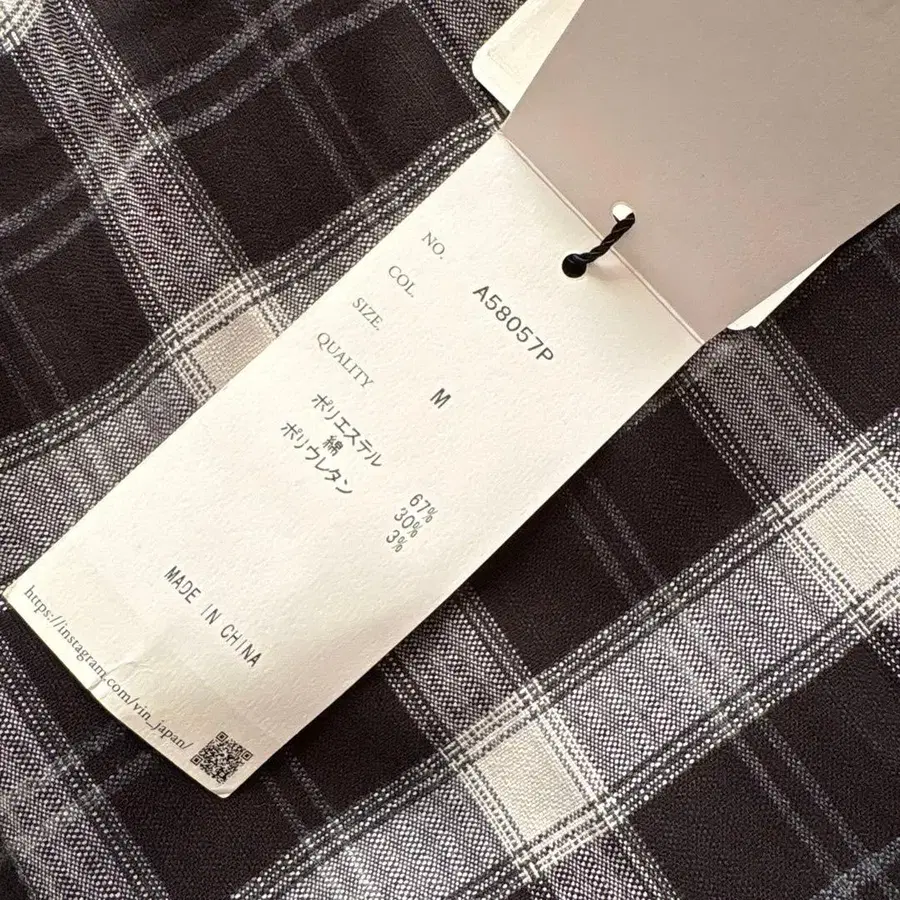 NO. A58057P
COL.
SIZE. M
QUALITY
ポリエステル 67%
綿 30%
ポリウレタン 3%
MADE IN CHINA
https://instagram.com/vin_japan/